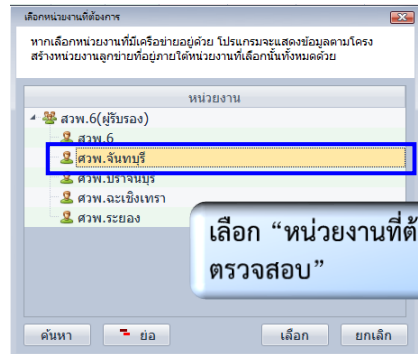 เลือกหน่วยงานที่ต้องการ
หากเลือกหน่วยงานที่มีเครือข่ายอยู่ด้วย โปรแกรมจะแสดงข้อมูลตามโครง
สร้างหน่วยงานลูกข่ายที่อยู่ภายใต้หน่วยงานที่เลือกนั้นทั้งหมดด้วย
หน่วยงาน
สวพ.6(ผู้รับรอง)
ศวพ.6
ศวพ.จันทบุรี
ศวพ.ปราจีนบุรี
ศวพ.ฉะเชิงเทรา
ศวพ.ระยอง
เลือก “หน่วยงานที่ต้
ตรวจสอบ”
ค้นหา ย่อ เลือก ยกเลิก